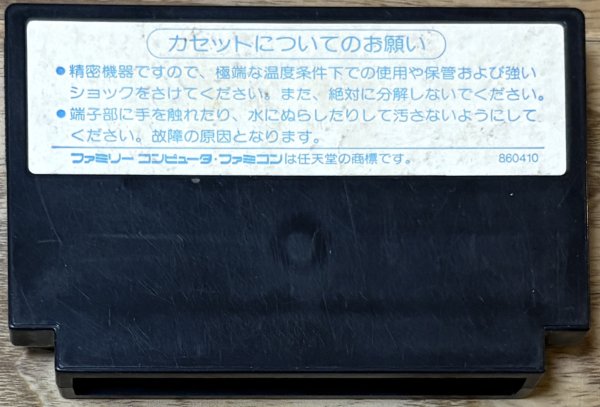 カセットについてのお願い
●精密機器ですので、極端な温度条件下での使用や保管および強い
ショックをさけてください。また、絶対に分解しないでください。
●端子部に手を触れたり、水にぬらしたりして汚さないようにして
ください。故障の原因となります。
ファミリーコンピュータ・ファミコンは任天堂の商標です。 860410